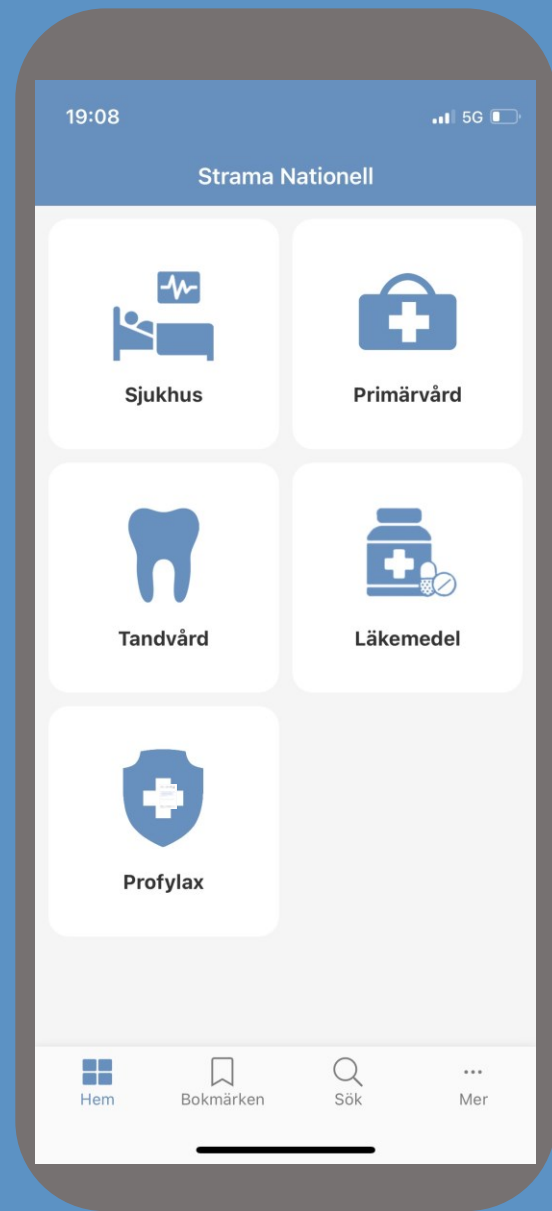 19:08 5G
Strama Nationell
Sjukhus Primärvård
Tandvård Läkemedel
Profylax
Hem Bokmärken Sök Mer